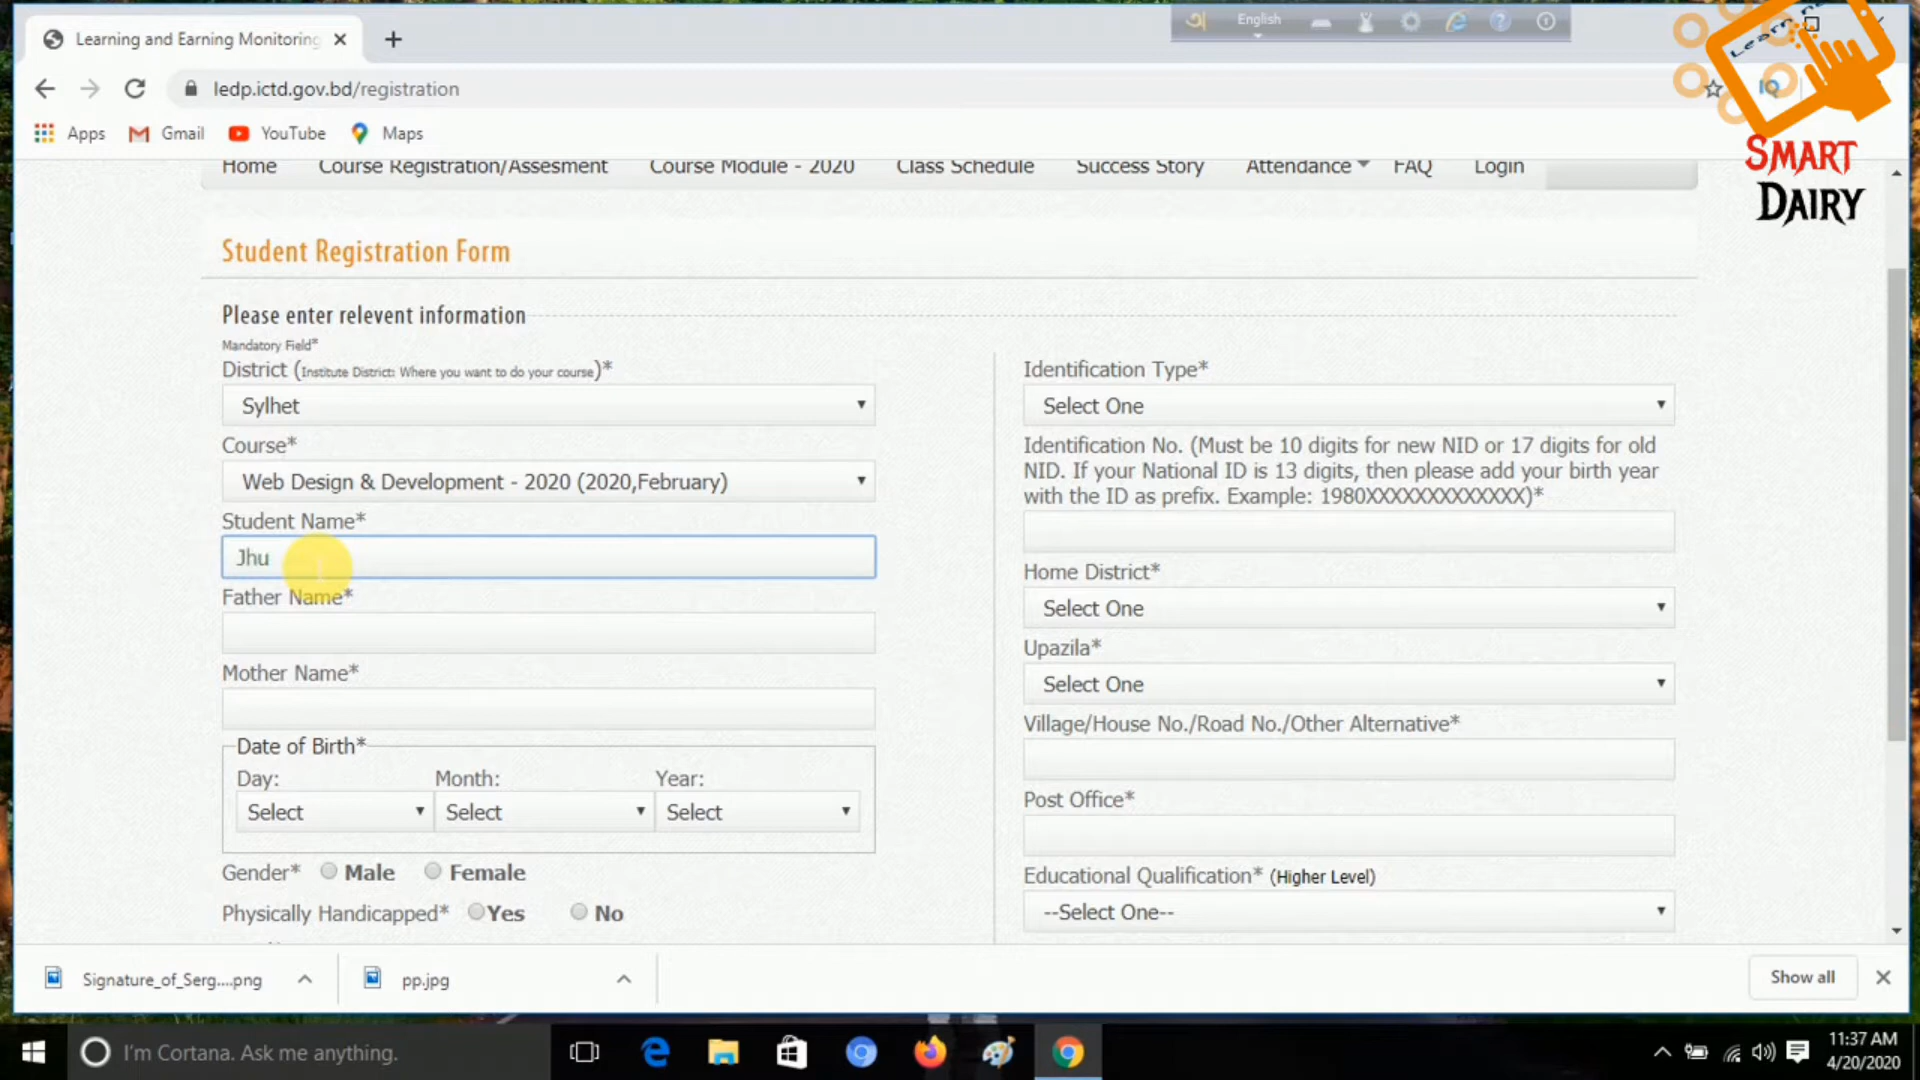 Learning and Earning Monitoring
English
Learn
ledp.ictd.gov.bd/registration
IQ
Apps Gmail YouTube Maps
SMART
DAIRY
Home Course Registration/Assesment Course Module - 2020 Class Schedule Success Story Attendance FAQ Login
Student Registration Form
Please enter relevent information
Mandatory Field*
District (Institute District: Where you want to do your course)*
Sylhet
Course*
Web Design & Development - 2020 (2020,February)
Student Name*
Jhu
Father Name*
Mother Name*
Date of Birth*
Day: Month: Year:
Select Select Select
Gender* Male Female
Physically Handicapped* Yes No
Identification Type*
Select One
Identification No. (Must be 10 digits for new NID or 17 digits for old
NID. If your National ID is 13 digits, then please add your birth year
with the ID as prefix. Example: 1980XXXXXXXXXXXXX)*
Home District*
Select One
Upazila*
Select One
Village/House No./Road No./Other Alternative*
Post Office*
Educational Qualification* (Higher Level)
--Select One--
Signature_of_Serg....png pp.jpg Show all
I'm Cortana. Ask me anything.
11:37 AM
4/20/2020